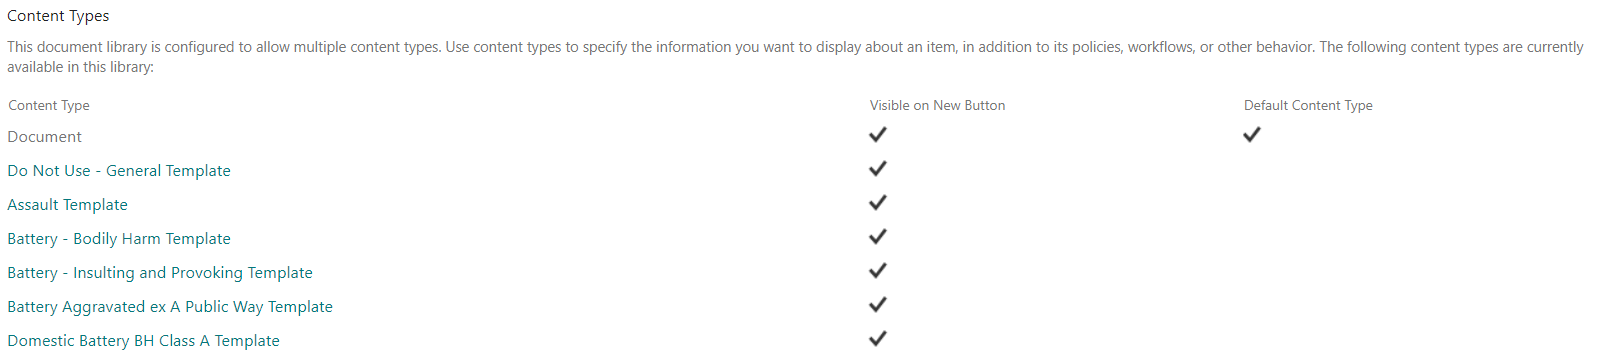 Content Types
This document library is configured to allow multiple content types. Use content types to specify the information you want to display about an item, in addition to its policies, workflows, or other behavior. The following content types are currently
available in this library:
Content Type Visible on New Button Default Content Type
Document
Do Not Use - General Template
Assault Template
Battery - Bodily Harm Template
Battery - Insulting and Provoking Template
Battery Aggravated ex A Public Way Template
Domestic Battery BH Class A Template